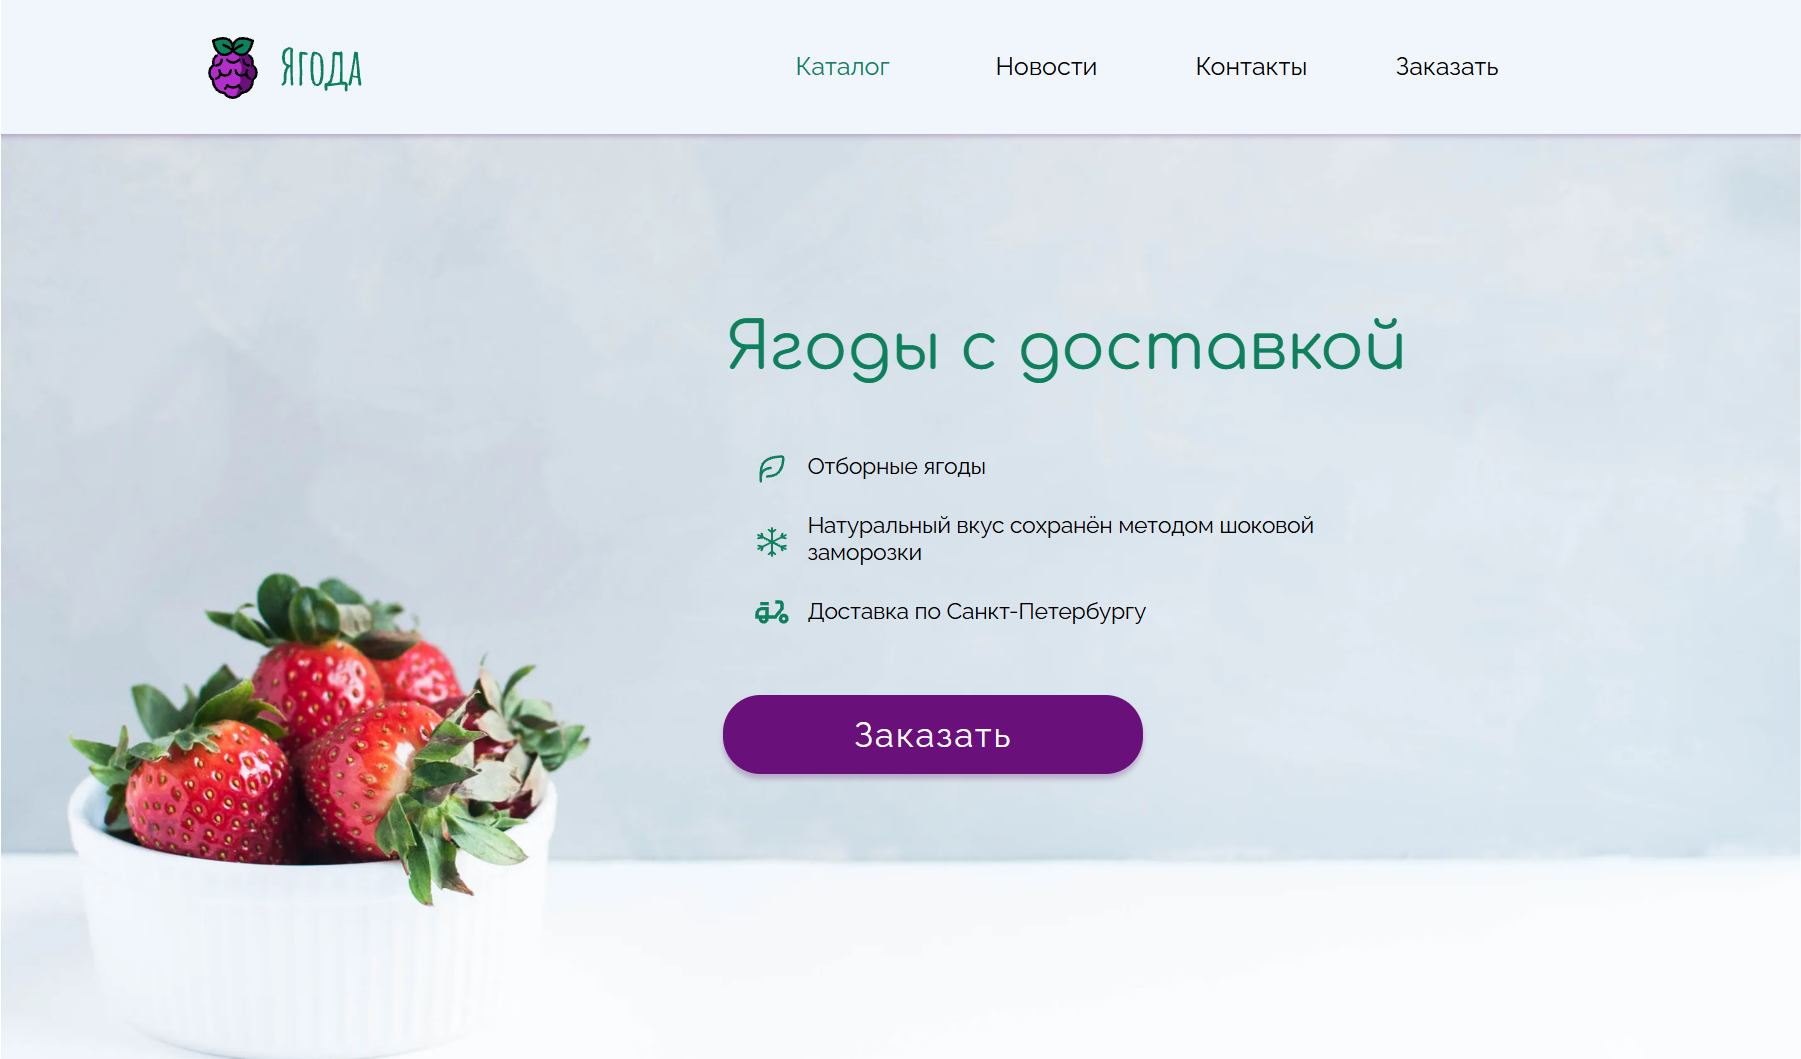 Ягода
Каталог
Новости
Контакты
Заказать
Ягоды с доставкой
Отборные ягоды
Натуральный вкус сохранён методом шоковой
заморозки
Доставка по Санкт-Петербургу
Заказать